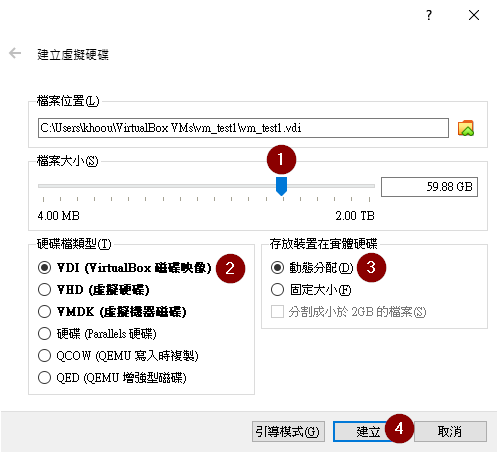 ?
建立虛擬硬碟
檔案位置(L)
C:\Users\khoou\VirtualBox VMs\vm_test1\vm_test1.vdi
檔案大小(S)
1
59.88 GB
4.00 MB 2.00 TB
硬碟檔類型(T)
VDI (VirtualBox 磁碟映像) 2
VHD (虛擬硬碟)
VMDK (虛擬機器磁碟)
硬碟 (Parallels 硬碟)
QCOW (QEMU 寫入時複製)
QED (QEMU 增強型磁碟)
存放裝置在實體硬碟
動態分配(D) 3
固定大小(F)
分割成小於 2GB 的檔案(S)
引導模式(G) 建立 4 取消